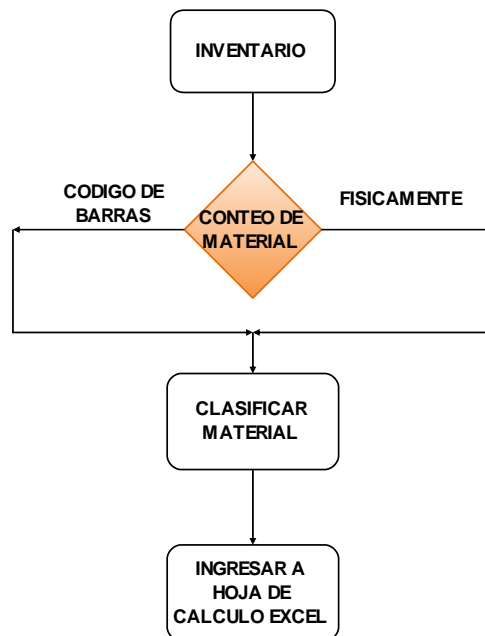 INVENTARIO
CODIGO DE
BARRAS
CONTEO DE
MATERIAL
FISICAMENTE
CLASIFICAR
MATERIAL
INGRESAR A
HOJA DE
CALCULO EXCEL